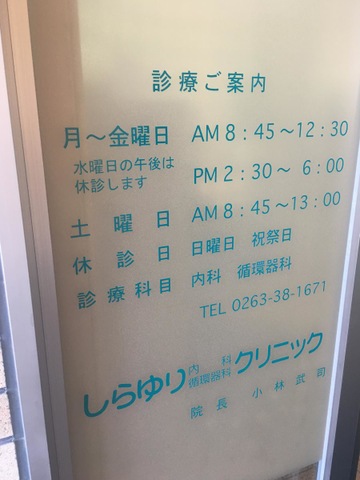 診療ご案内
月～金曜日 AM 8：45～12：30
水曜日の午後は
休診します
PM 2：30～ 6：00
土曜日 AM 8：45～13：00
休診日 日曜日 祝祭日
診療科目 内科 循環器科
TEL 0263-38-1671
しらゆり内科循環器科クリニック
院長 小林武司